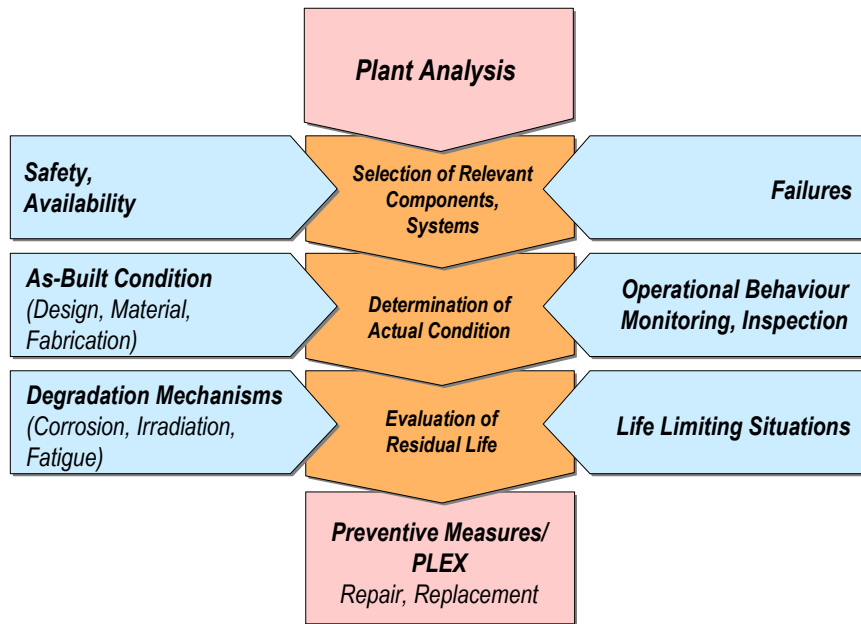 Plant Analysis
Safety,
Availability
Selection of Relevant
Components,
Systems
Failures
As-Built Condition
(Design, Material,
Fabrication)
Determination of
Actual Condition
Operational Behaviour
Monitoring, Inspection
Degradation Mechanisms
(Corrosion, Irradiation,
Fatigue)
Evaluation of
Residual Life
Life Limiting Situations
Preventive Measures/
PLEX
Repair, Replacement